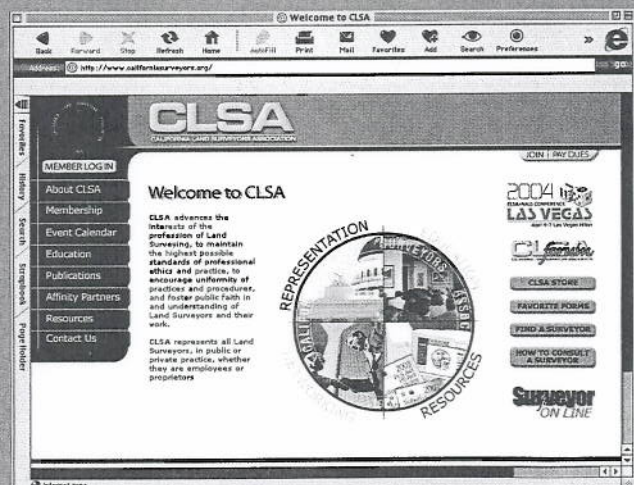 Welcome to CLSA
Back Forward Stop Refresh Home AutoFill Print Mail Favorites Add Search Preferences »
Address: http://www.californiasurveyors.org/ go
Favorites
History
Search
Scrapbook
Page Holder
CLSA
CALIFORNIA LAND SURVEYORS ASSOCIATION
JOIN | PAY DUES
MEMBER LOG IN
About CLSA
Membership
Event Calendar
Education
Publications
Affinity Partners
Resources
Contact Us
Welcome to CLSA
CLSA advances the
interests of the
profession of Land
Surveying, to maintain
the highest possible
standards of professional
ethics and practice, to
encourage uniformity of
practices and procedures,
and foster public faith in
and understanding of
Land Surveyors and their
work.
CLSA represents all Land
Surveyors, in public or
private practice, whether
they are employees or
proprietors
REPRESENTATION
RESOURCES
SURVEYORS
2004
LAS VEGAS
CLSA STORE
FAVORITE FORMS
FIND A SURVEYOR
HOW TO CONSULT
A SURVEYOR
Surveyor
ON LINE
Internet zone